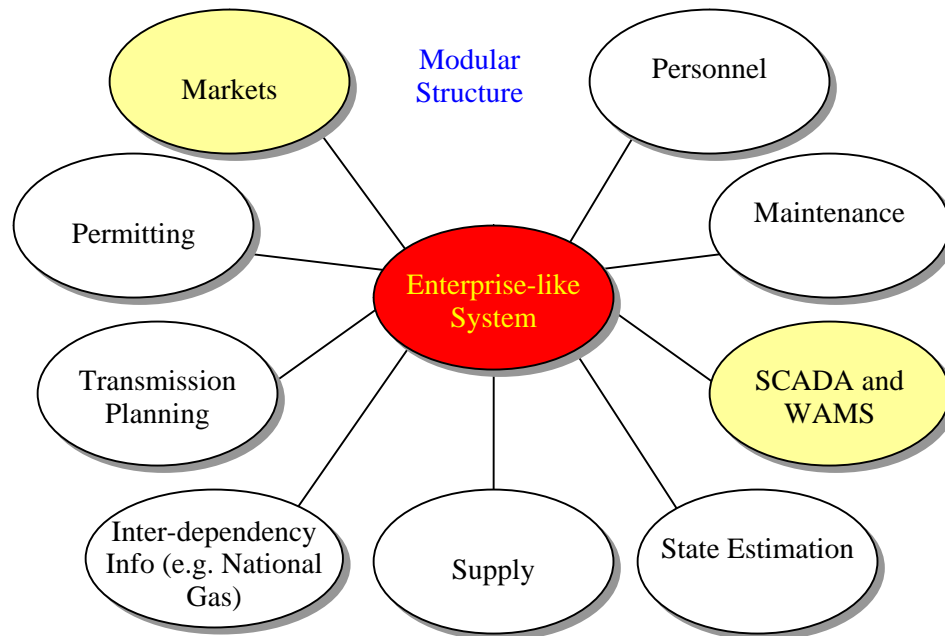 Modular
Structure
Personnel
Markets
Maintenance
Permitting
Enterprise-like
System
Transmission
Planning
SCADA and
WAMS
Inter-dependency
Info (e.g. National
Gas)
Supply
State Estimation